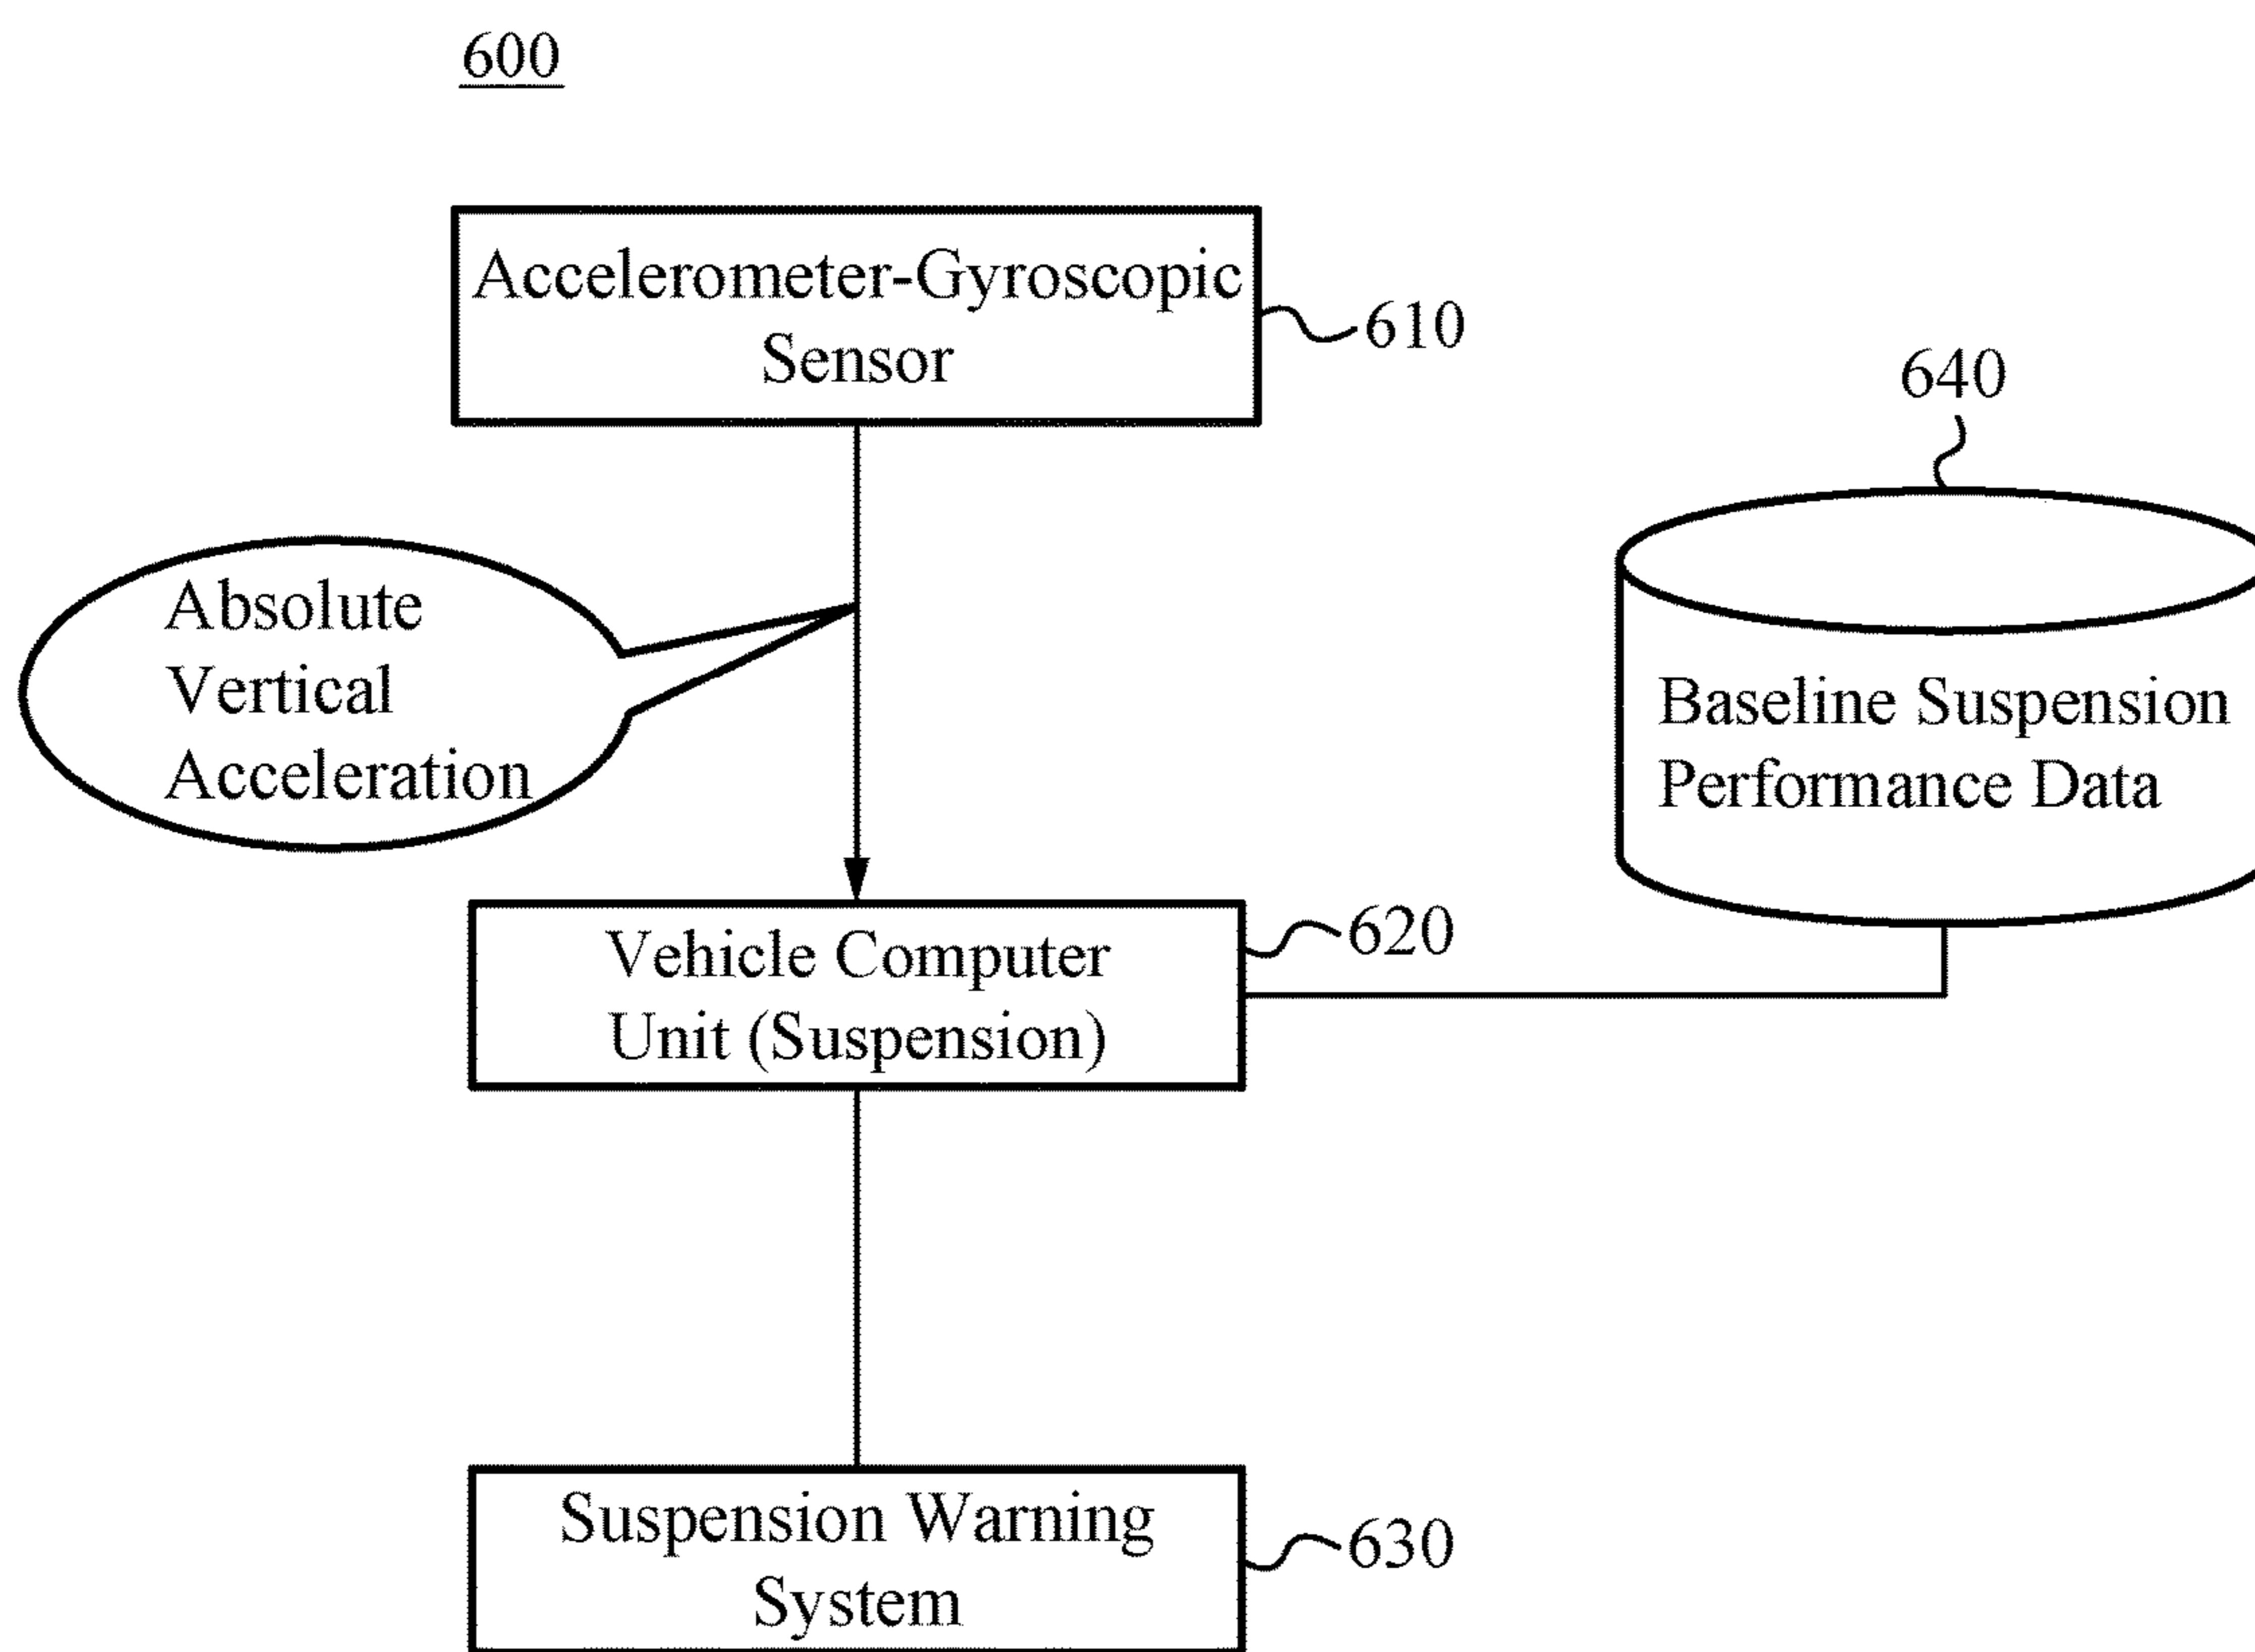 600
Accelerometer-Gyroscopic
Sensor
610
640
Absolute
Vertical
Acceleration
Baseline Suspension
Performance Data
Vehicle Computer
Unit (Suspension)
620
Suspension Warning
System
630